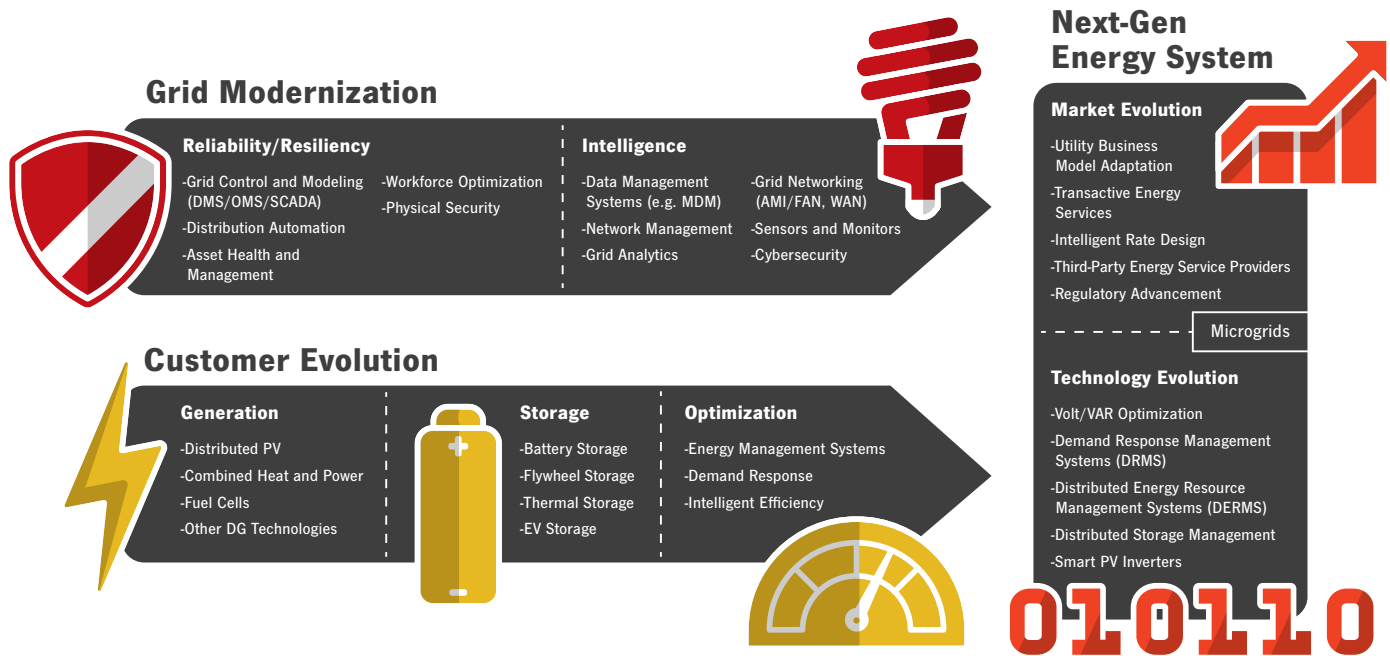 Grid Modernization
Reliability/Resiliency
-Grid Control and Modeling
(DMS/OMS/SCADA)
-Distribution Automation
-Asset Health and
Management
-Workforce Optimization
-Physical Security
Intelligence
-Data Management
Systems (e.g. MDM)
-Network Management
-Grid Analytics
-Grid Networking
(AMI/FAN, WAN)
-Sensors and Monitors
-Cybersecurity
Customer Evolution
Generation
-Distributed PV
-Combined Heat and Power
-Fuel Cells
-Other DG Technologies
Storage
-Battery Storage
-Flywheel Storage
-Thermal Storage
-EV Storage
Optimization
-Energy Management Systems
-Demand Response
-Intelligent Efficiency
Next-Gen
Energy System
Market Evolution
-Utility Business
Model Adaptation
-Transactive Energy
Services
-Intelligent Rate Design
-Third-Party Energy Service Providers
-Regulatory Advancement
Microgrids
Technology Evolution
-Volt/VAR Optimization
-Demand Response Management
Systems (DRMS)
-Distributed Energy Resource
Management Systems (DERMS)
-Distributed Storage Management
-Smart PV Inverters
010110